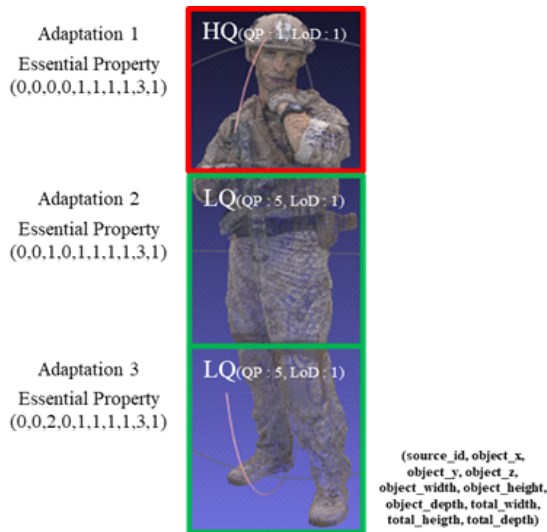 Adaptation 1
Essential Property
(0,0,0,0,1,1,1,1,3,1)
HQ(QP : 1, LoD : 1)
Adaptation 2
Essential Property
(0,0,1,0,1,1,1,1,3,1)
LQ(QP : 5, LoD : 1)
Adaptation 3
Essential Property
(0,0,2,0,1,1,1,1,3,1)
LQ(QP : 5, LoD : 1)
(source_id, object_x,
object_y, object_z,
object_width, object_height,
object_depth, total_width,
total_heigth, total_depth)